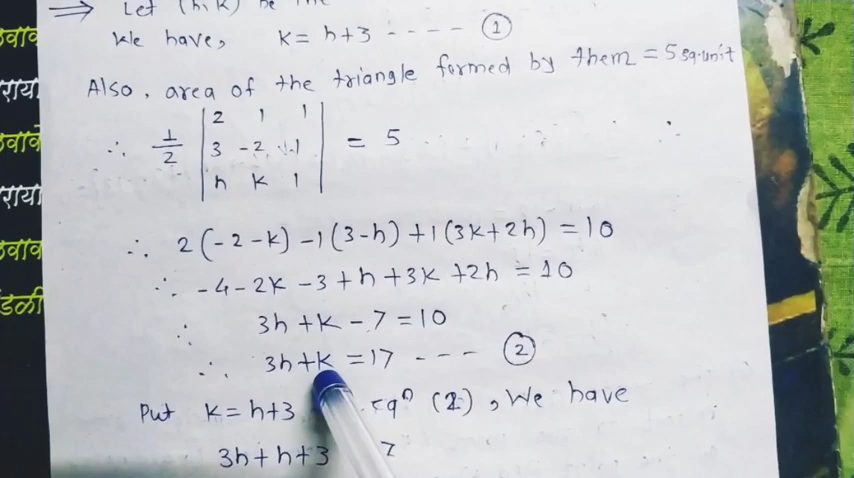 ⇒ Let (h, k) be the
We have, k = h+3 ---- ①
Also, area of the triangle formed by them = 5 sq.unit
∴ 1/2 | 2 1 1 | = 5
| 3 -2 1 |
| h k 1 |
∴ 2(-2-k) -1(3-h) +1(3k+2h) = 10
∴ -4-2k-3+h+3k+2h = 10
∴ 3h+k-7 = 10
∴ 3h+k = 17 --- ②
Put k = h+3 eqⁿ (2), We have
3h+h+3